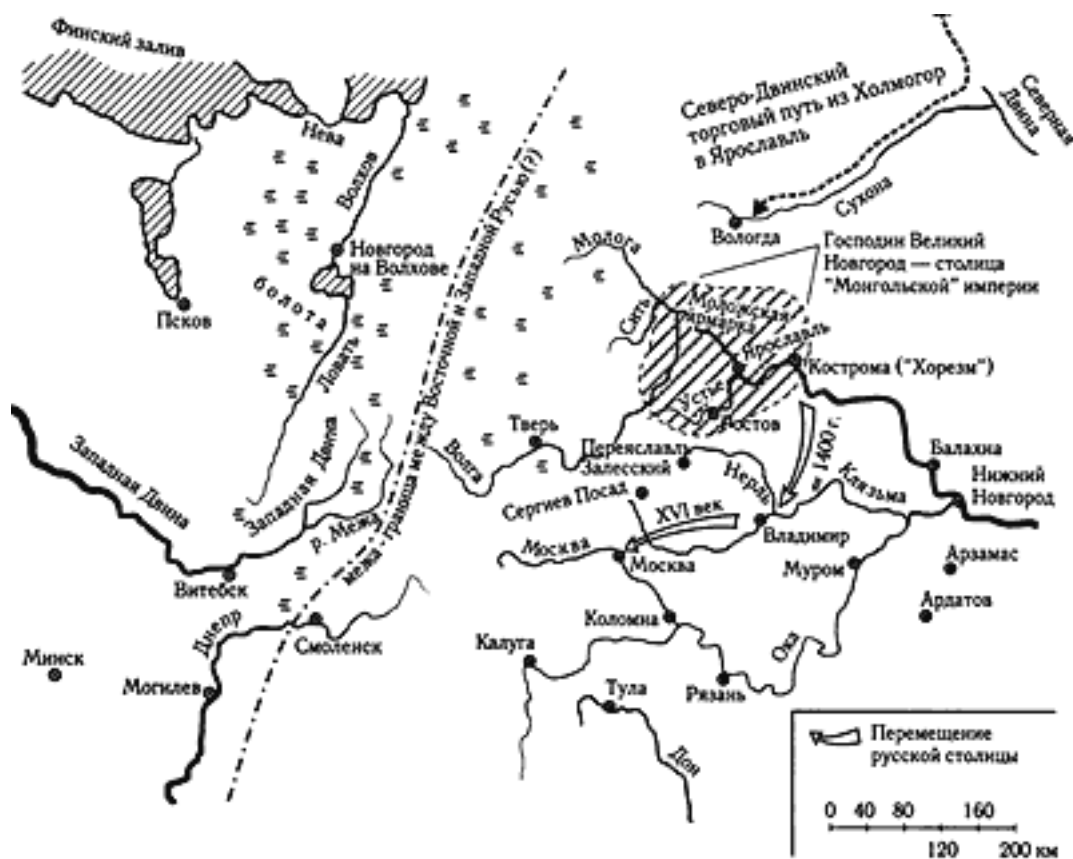 Финский залив
Северо-Двинский
торговый путь из Холмогор
в Ярославль
Северная
Двина
Нева
Волхов
Сухона
Вологда
Новгород
на Волхове
болота
Псков
Ловать
межа - граница между Восточной и Западной Русью (?)
Молога
Господин Великий
Новгород — столица
"Монгольской" империи
Сить
Моложская
ярмарка
Ярославль
Кострома ("Хорезм")
Устье
Ростов
Западная Двина
Западная Двина
Волга
Тверь
Переяславль
Залесский
Нерль
1400 г.
Балахна
Клязьма
Нижний
Новгород
Сергиев Посад
XVI век
р. Межа
Москва
Москва
Владимир
Муром
Арзамас
Ардатов
Витебск
Днепр
Смоленск
Минск
Могилев
Коломна
Калуга
Ока
Рязань
Тула
Дон
Перемещение
русской столицы
0 40 80 160
120 200 км